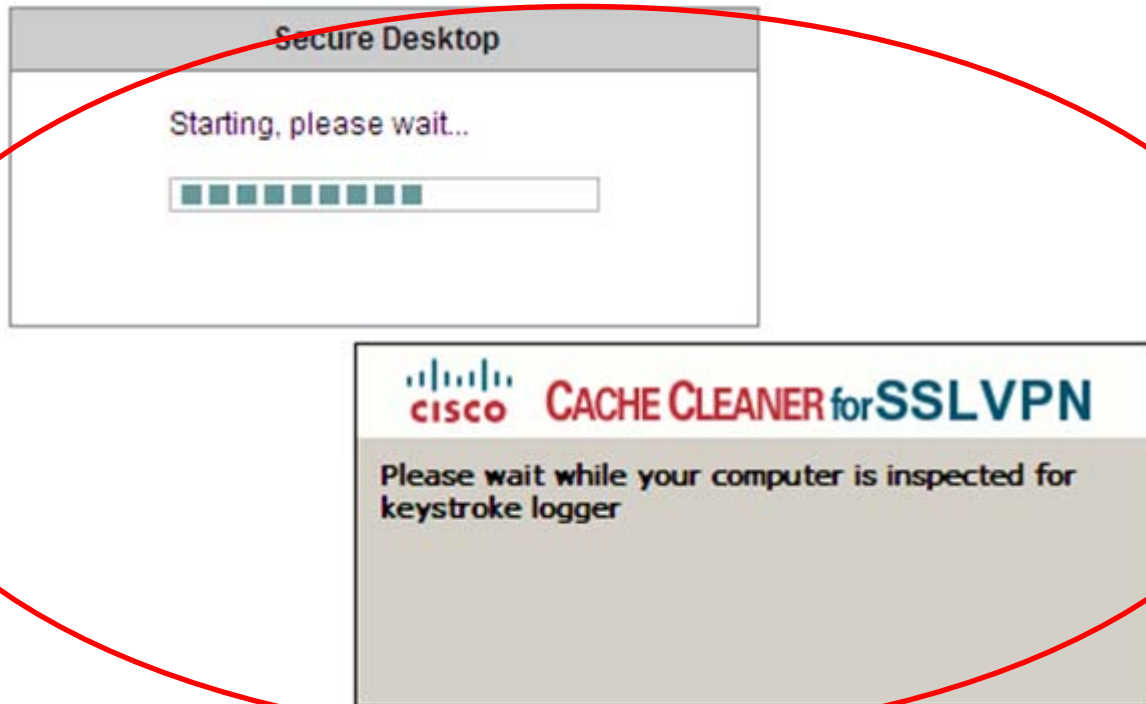 Secure Desktop
Starting, please wait...
cisco CACHE CLEANER for SSLVPN
Please wait while your computer is inspected for
keystroke logger